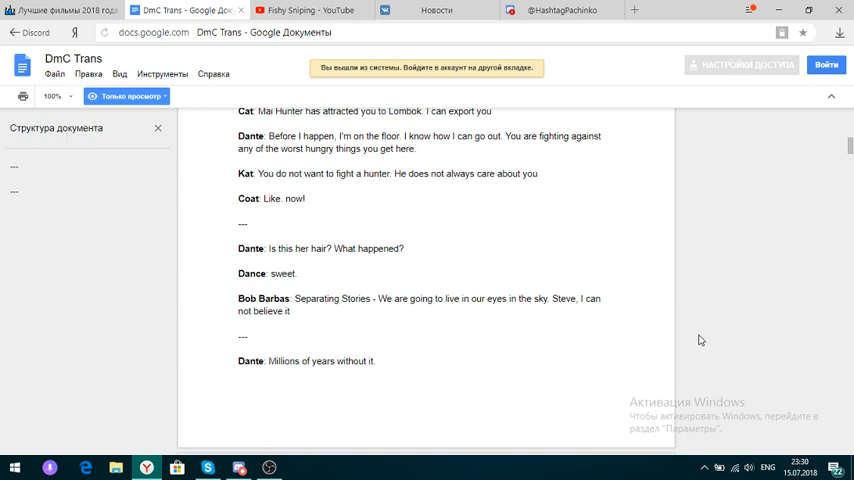 Лучшие фильмы 2018 года
DmC Trans - Google Док
Fishy Sniping - YouTube
Новости
@HashtagPachinko
Discord
Я
docs.google.com DmC Trans - Google Документы
DmC Trans
Файл Правка Вид Инструменты Справка
Вы вышли из системы. Войдите в аккаунт на другой вкладке.
НАСТРОЙКИ ДОСТУПА
Войти
100%
Только просмотр
Структура документа
---
---
Cat: Mai Hunter has attracted you to Lombok. I can export you
Dante: Before I happen, I'm on the floor. I know how I can go out. You are fighting against
any of the worst hungry things you get here.
Kat: You do not want to fight a hunter. He does not always care about you
Coat: Like. now!
---
Dante: Is this her hair? What happened?
Dance: sweet.
Bob Barbas: Separating Stories - We are going to live in our eyes in the sky. Steve, I can
not believe it
---
Dante: Millions of years without it.
Активация Windows
Чтобы активировать Windows, перейдите в
раздел "Параметры".
ENG
23:30
15.07.2018
22